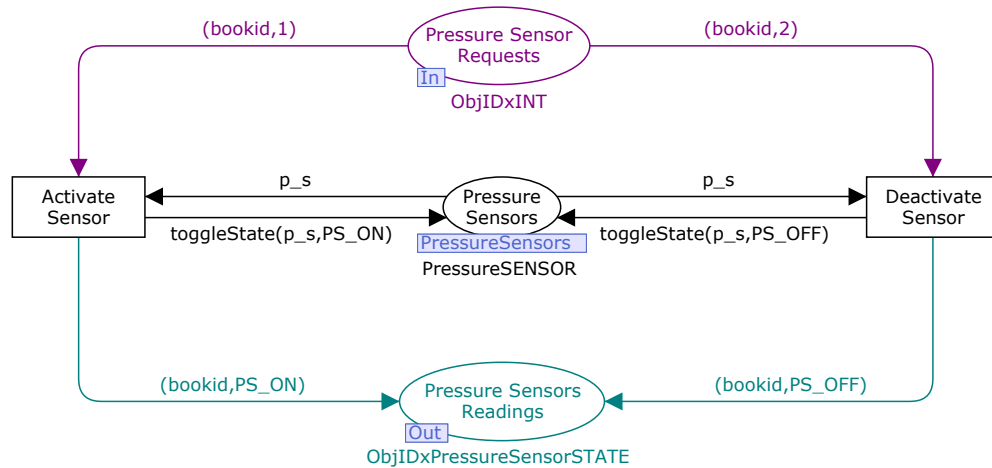 (bookid,1)
Pressure Sensor
Requests
(bookid,2)
In
ObjIDxINT
Activate
Sensor
p_s
Pressure
Sensors
p_s
Deactivate
Sensor
toggleState(p_s,PS_ON)
PressureSensors
toggleState(p_s,PS_OFF)
PressureSENSOR
(bookid,PS_ON)
Pressure Sensors
Readings
(bookid,PS_OFF)
Out
ObjIDxPressureSensorSTATE